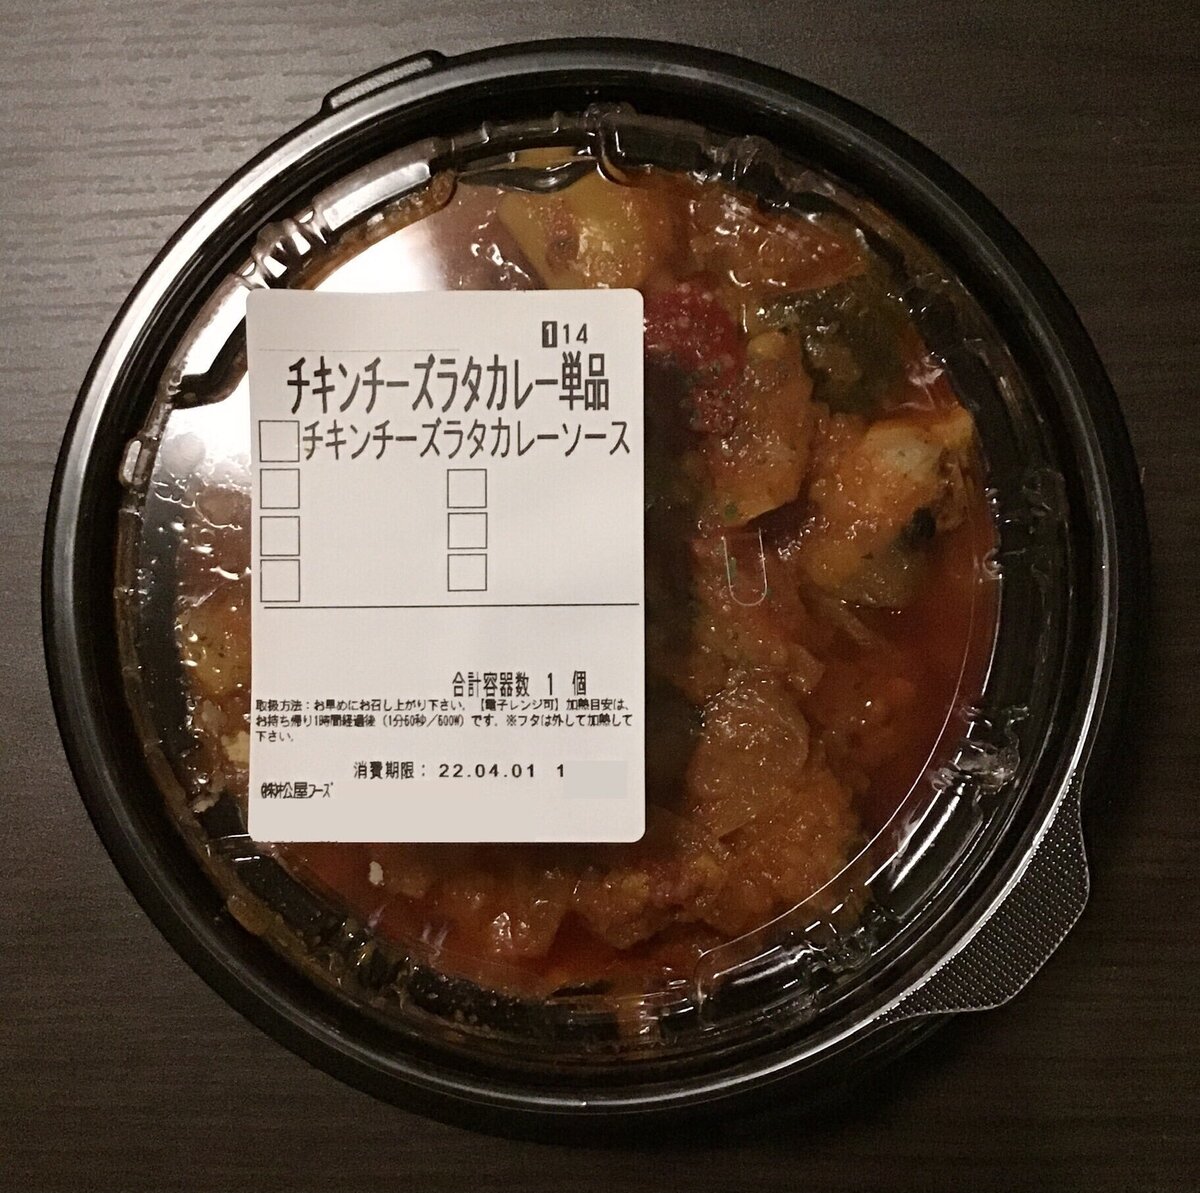 114
チキンチーズラタカレー単品
チキンチーズラタカレーソース
合計容器数 1 個
取扱方法：お早めにお召し上がり下さい。【電子レンジ可】加熱目安は、
お持ち帰り1時間経過後（1分50秒／500W）です。※フタは外して加熱して
下さい。
消費期限： 22.04.01 1
㈱松屋フーズ